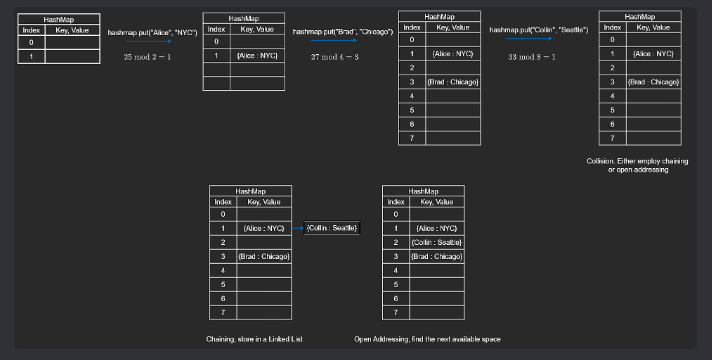 HashMap
Index Key, Value
0
1
hashmap.put("Alice", "NYC")
25 mod 2 = 1
HashMap
Index Key, Value
0
1 {Alice : NYC}
hashmap.put("Brad", "Chicago")
27 mod 4 = 3
HashMap
Index Key, Value
0
1 {Alice : NYC}
2
3 {Brad : Chicago}
4
5
6
7
hashmap.put("Collin", "Seattle")
33 mod 8 = 1
HashMap
Index Key, Value
0
1 {Alice : NYC}
2
3 {Brad : Chicago}
4
5
6
7
Collision. Either employ chaining
or open addressing
HashMap
Index Key, Value
0
1 {Alice : NYC} {Collin : Seattle}
2
3 {Brad : Chicago}
4
5
6
7
Chaining, store in a Linked List
HashMap
Index Key, Value
0
1 {Alice : NYC}
2 {Collin : Seattle}
3 {Brad : Chicago}
4
5
6
7
Open Addressing, find the next available space